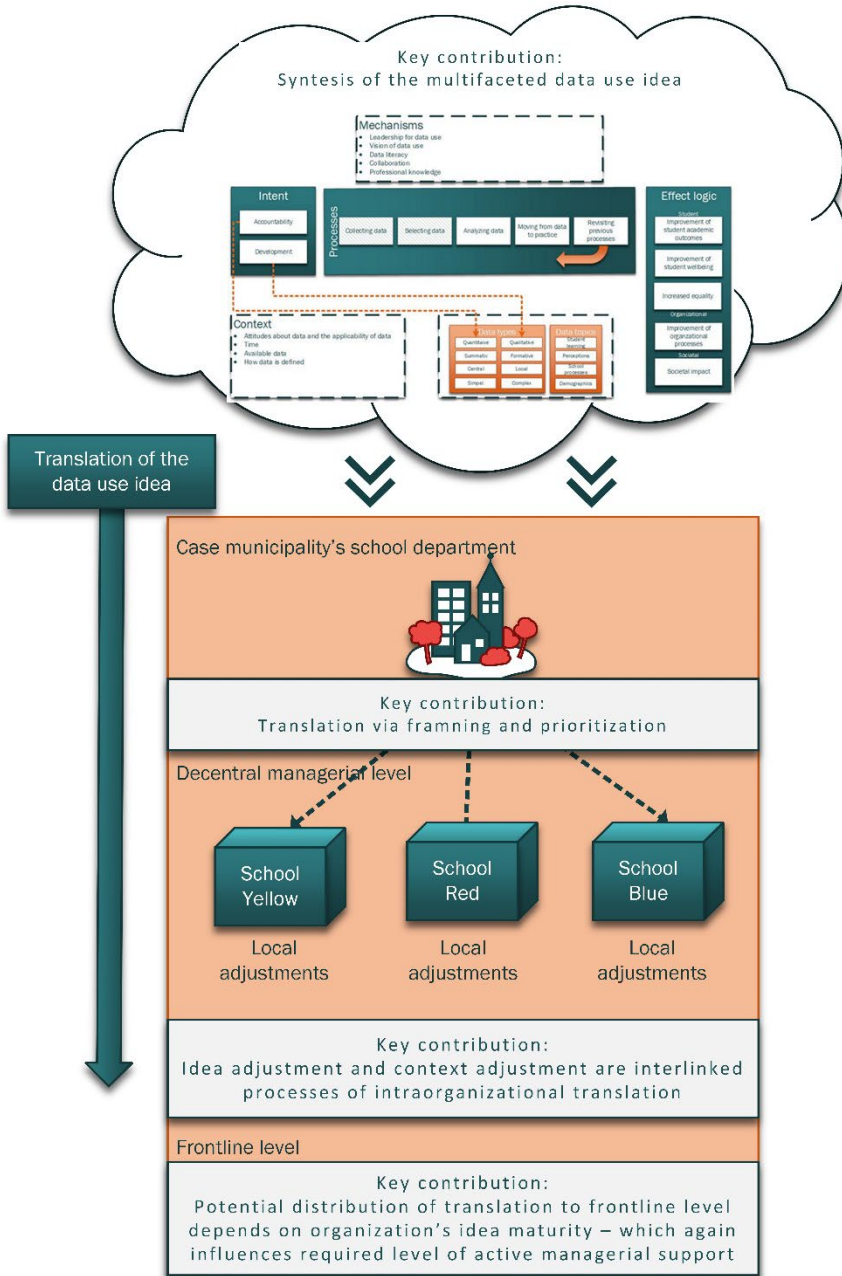 Key contribution:
Syntesis of the multifaceted data use idea
Mechanisms
• Leadership for data use
• Vision of data use
• Data literacy
• Collaboration
• Professional knowledge
Intent
Accountability
Development
Processes
Collecting data
Selecting data
Analyzing data
Moving from data
to practice
Revisiting
previous
processes
Effect logic
Student
Improvement of
student academic
outcomes
Improvement of
student wellbeing
Increased equality
Organizational
Improvement of
organizational
processes
Societal
Societal impact
Context
• Attitudes about data and the applicability of data
• Time
• Available data
• How data is defined
Data types
Quantitative
Qualitative
Summativ
Formative
Central
Local
Simpel
Complex
Data topics
Student
learning
Perceptions
School
processes
Demographics
Translation of the
data use idea
Case municipality's school department
Key contribution:
Translation via framning and prioritization
Decentral managerial level
School
Yellow
School
Red
School
Blue
Local
adjustments
Local
adjustments
Local
adjustments
Key contribution:
Idea adjustment and context adjustment are interlinked
processes of intraorganizational translation
Frontline level
Key contribution:
Potential distribution of translation to frontline level
depends on organization's idea maturity – which again
influences required level of active managerial support